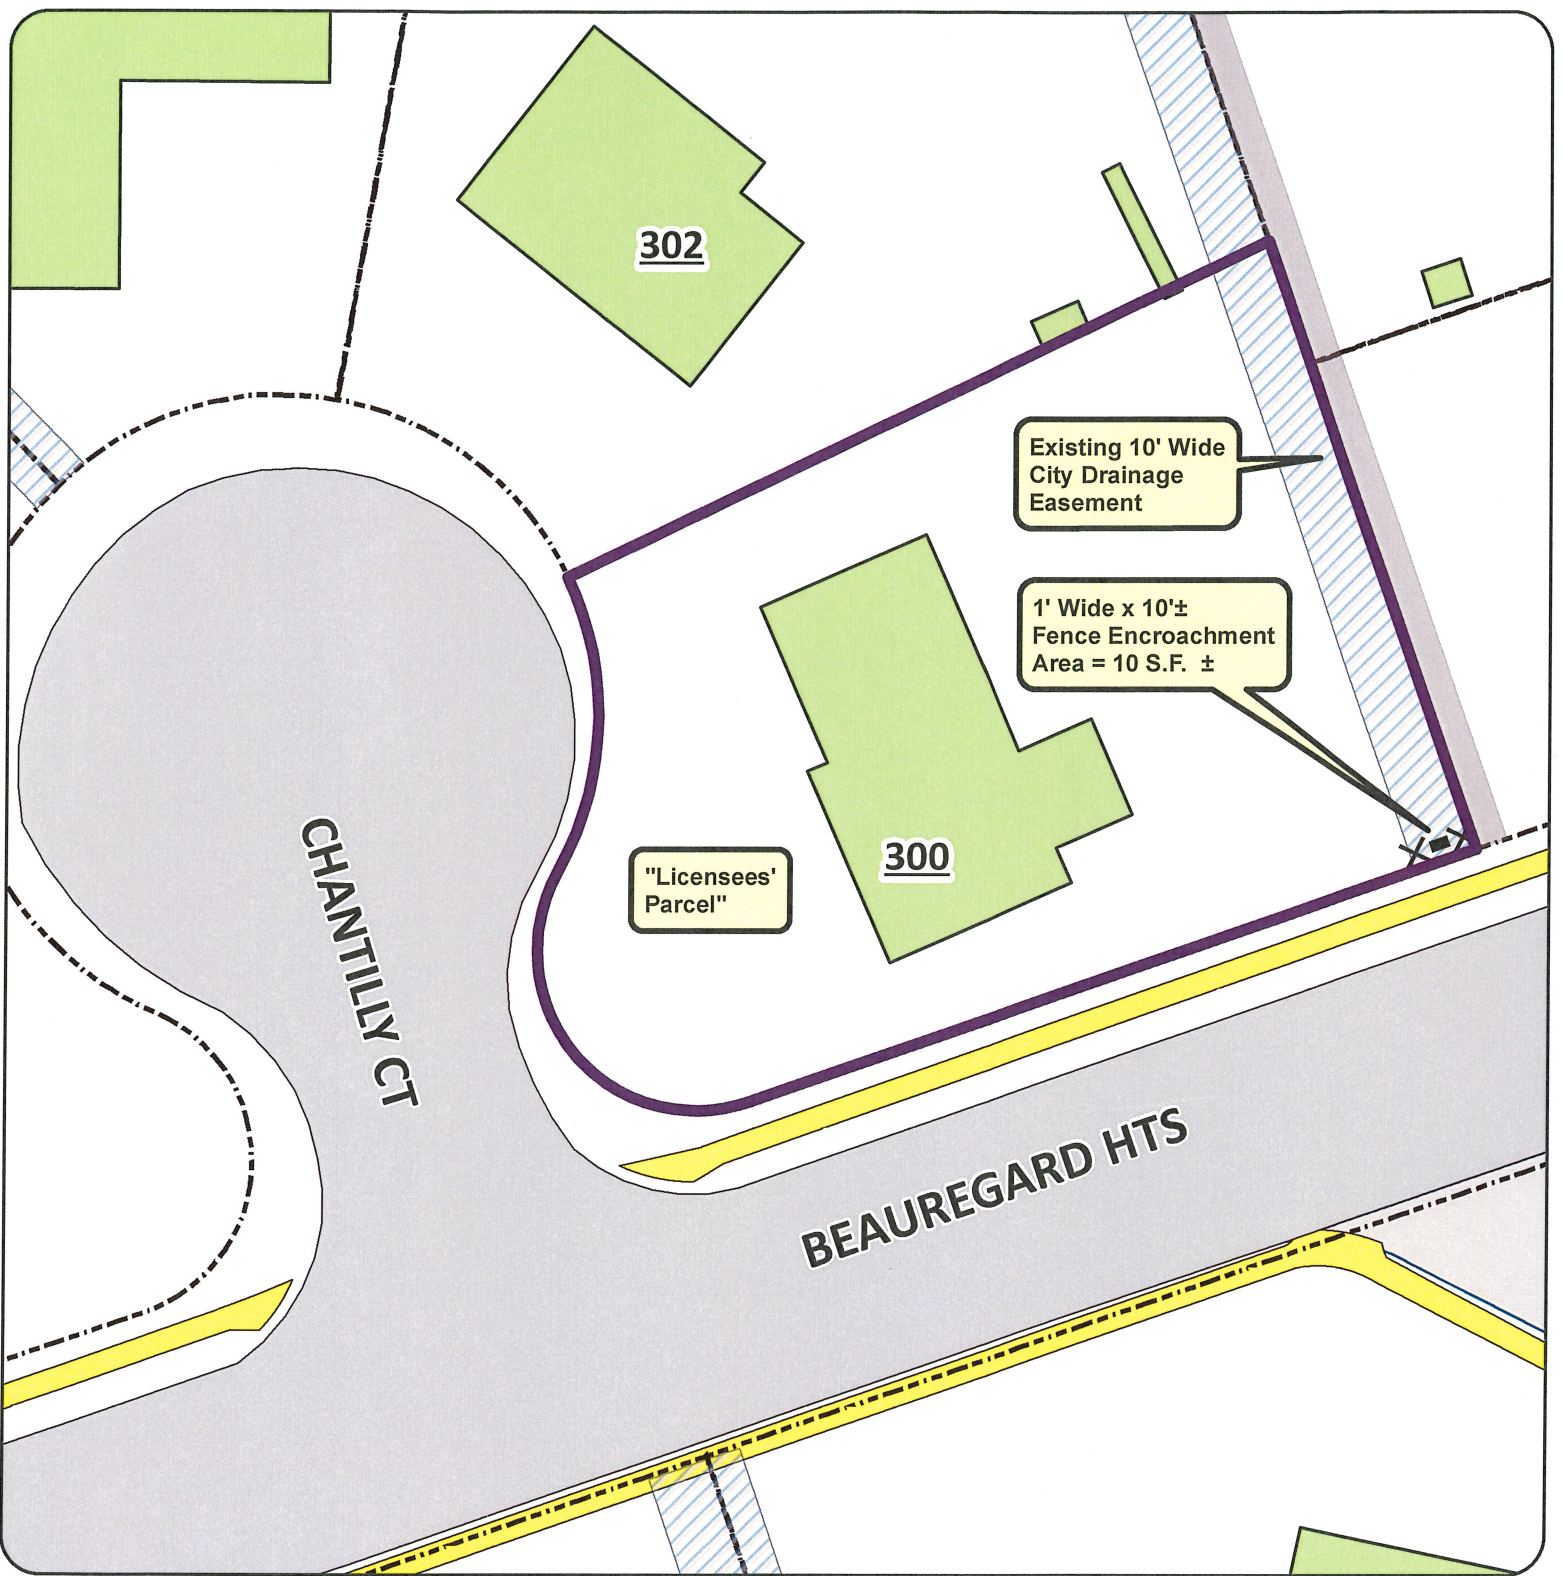 302
Existing 10' Wide
City Drainage
Easement
1' Wide x 10'±
Fence Encroachment
Area = 10 S.F. ±
300
"Licensees'
Parcel"
CHANTILLY CT
BEAUREGARD HTS